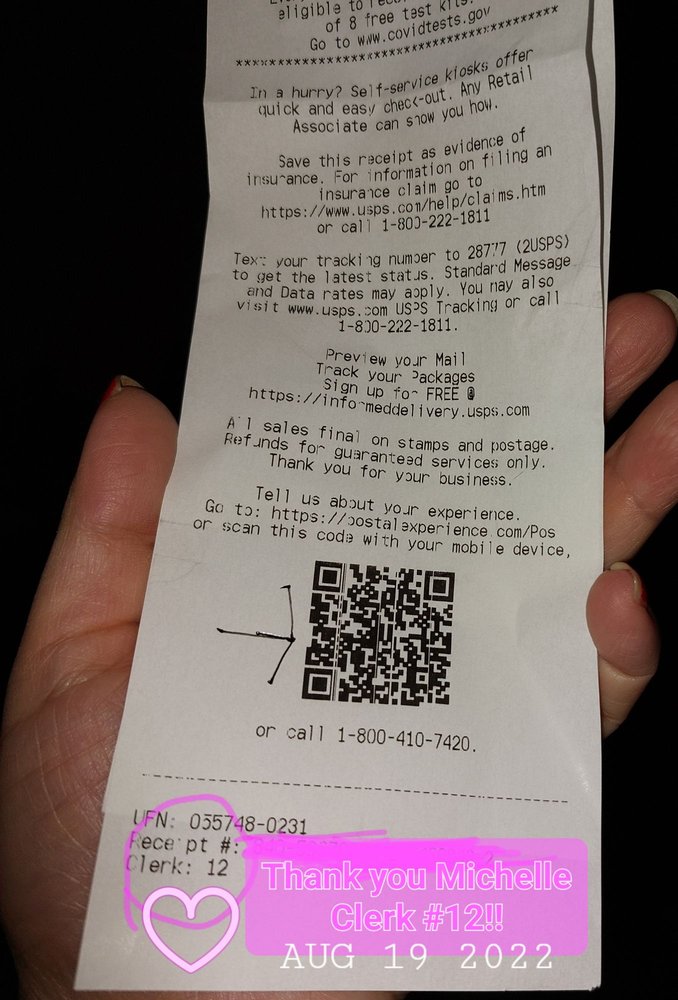 eligible to
of 8 free test kits.
Go to www.covidtests.gov
*****************************************
In a hurry? Self-service kiosks offer
quick and easy check-out. Any Retail
Associate can show you how.
Save this receipt as evidence of
insurance. For information on filing an
insurance claim go to
https://www.usps.com/help/claims.htm
or call 1-800-222-1811
Text your tracking number to 28777 (2USPS)
to get the latest status. Standard Message
and Data rates may apply. You may also
visit www.usps.com USPS Tracking or call
1-800-222-1811.
Preview your Mail
Track your Packages
Sign up for FREE @
https://informeddelivery.usps.com
All sales final on stamps and postage.
Refunds for guaranteed services only.
Thank you for your business.
Tell us about your experience.
Go to: https://postalexperience.com/Pos
or scan this code with your mobile device,
or call 1-800-410-7420.
UFN: 055748-0231
Receipt #:
Clerk: 12
Thank you Michelle
Clerk #12!!
AUG 19 2022